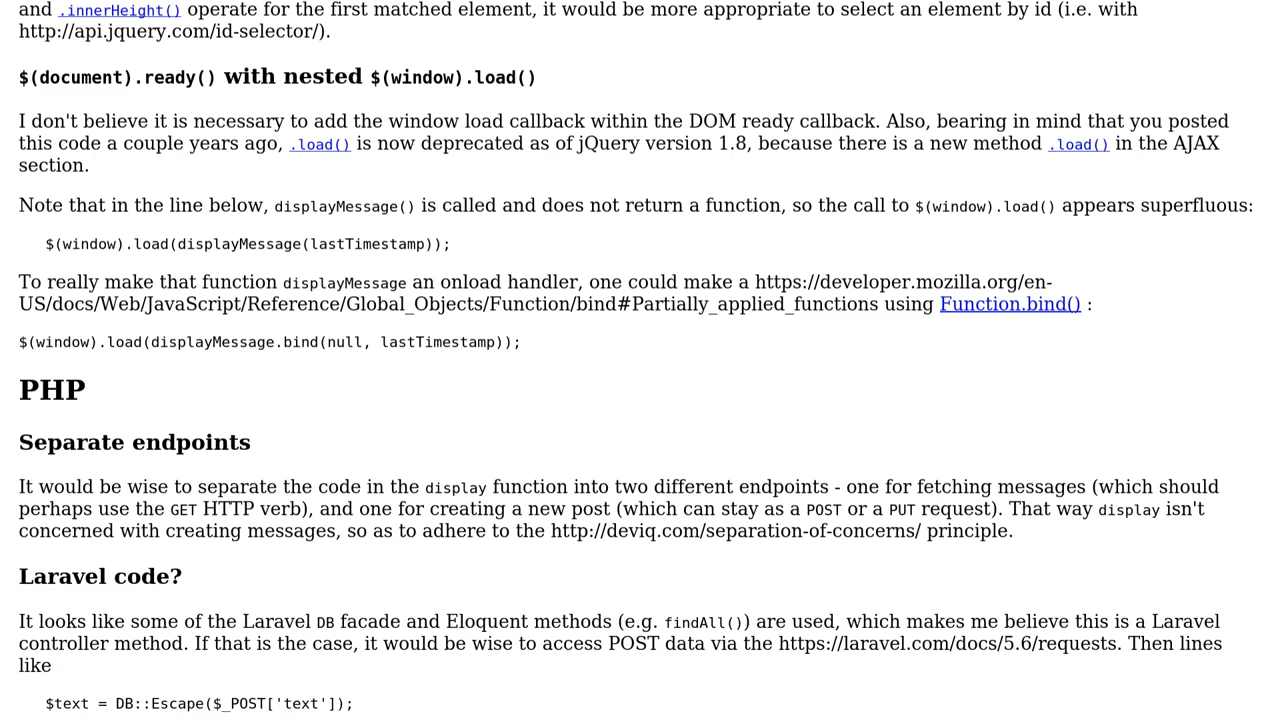 and .innerHeight() operate for the first matched element, it would be more appropriate to select an element by id (i.e. with
http://api.jquery.com/id-selector/).
$(document).ready() with nested $(window).load()
I don't believe it is necessary to add the window load callback within the DOM ready callback. Also, bearing in mind that you posted
this code a couple years ago, .load() is now deprecated as of jQuery version 1.8, because there is a new method .load() in the AJAX
section.
Note that in the line below, displayMessage() is called and does not return a function, so the call to $(window).load() appears superfluous:
$(window).load(displayMessage(lastTimestamp));
To really make that function displayMessage an onload handler, one could make a https://developer.mozilla.org/en-
US/docs/Web/JavaScript/Reference/Global_Objects/Function/bind#Partially_applied_functions using Function.bind() :
$(window).load(displayMessage.bind(null, lastTimestamp));
PHP
Separate endpoints
It would be wise to separate the code in the display function into two different endpoints - one for fetching messages (which should
perhaps use the GET HTTP verb), and one for creating a new post (which can stay as a POST or a PUT request). That way display isn't
concerned with creating messages, so as to adhere to the http://deviq.com/separation-of-concerns/ principle.
Laravel code?
It looks like some of the Laravel DB facade and Eloquent methods (e.g. findAll()) are used, which makes me believe this is a Laravel
controller method. If that is the case, it would be wise to access POST data via the https://laravel.com/docs/5.6/requests. Then lines
like
$text = DB::Escape($_POST['text']);